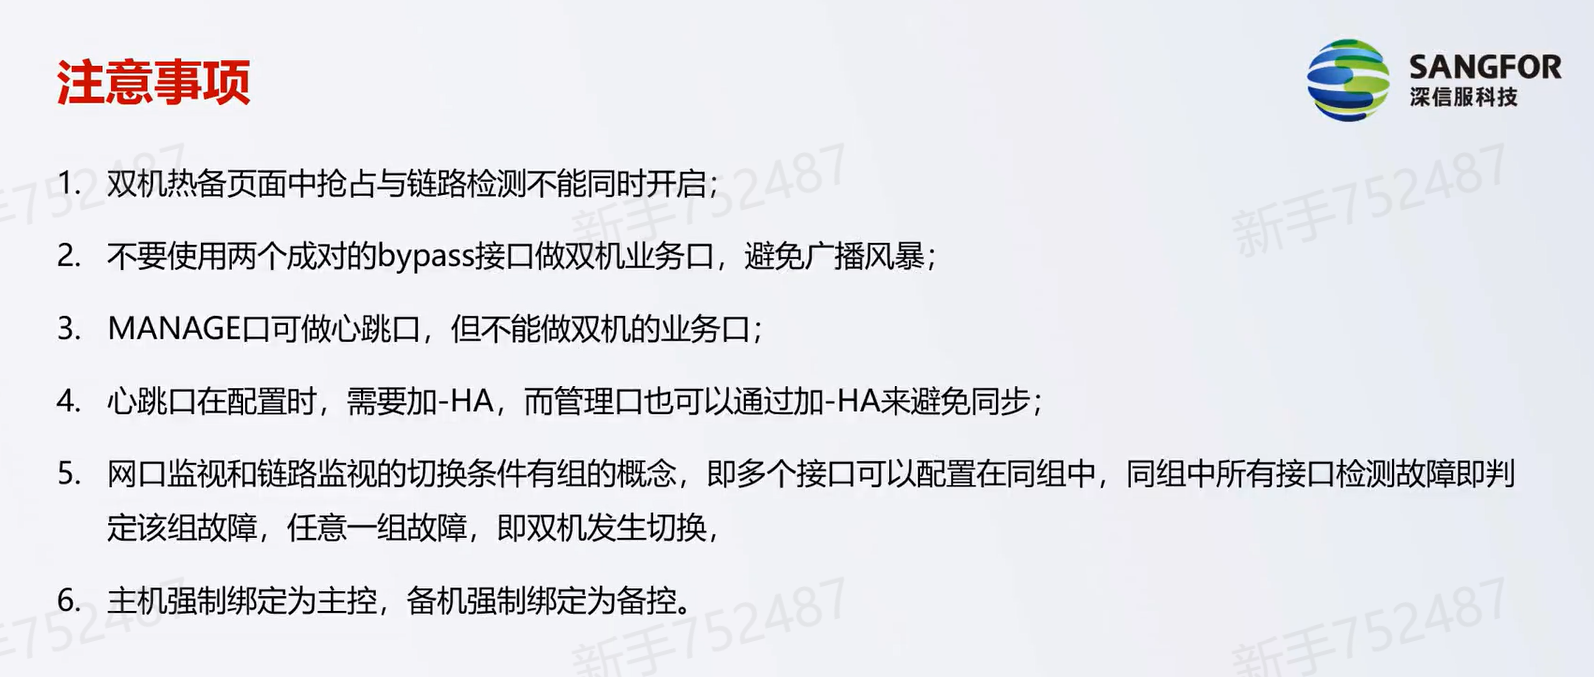 注意事项
SANGFOR
深信服科技
1. 双机热备页面中抢占与链路检测不能同时开启；
2. 不要使用两个成对的bypass接口做双机业务口，避免广播风暴；
3. MANAGE口可做心跳口，但不能做双机的业务口；
4. 心跳口在配置时，需要加-HA，而管理口也可以通过加-HA来避免同步；
5. 网口监视和链路监视的切换条件有组的概念，即多个接口可以配置在同组中，同组中所有接口检测故障即判
定该组故障，任意一组故障，即双机发生切换，
6. 主机强制绑定为主控，备机强制绑定为备控。
手752487
新手752487
新手752487
手752487
新手752487
新手752487